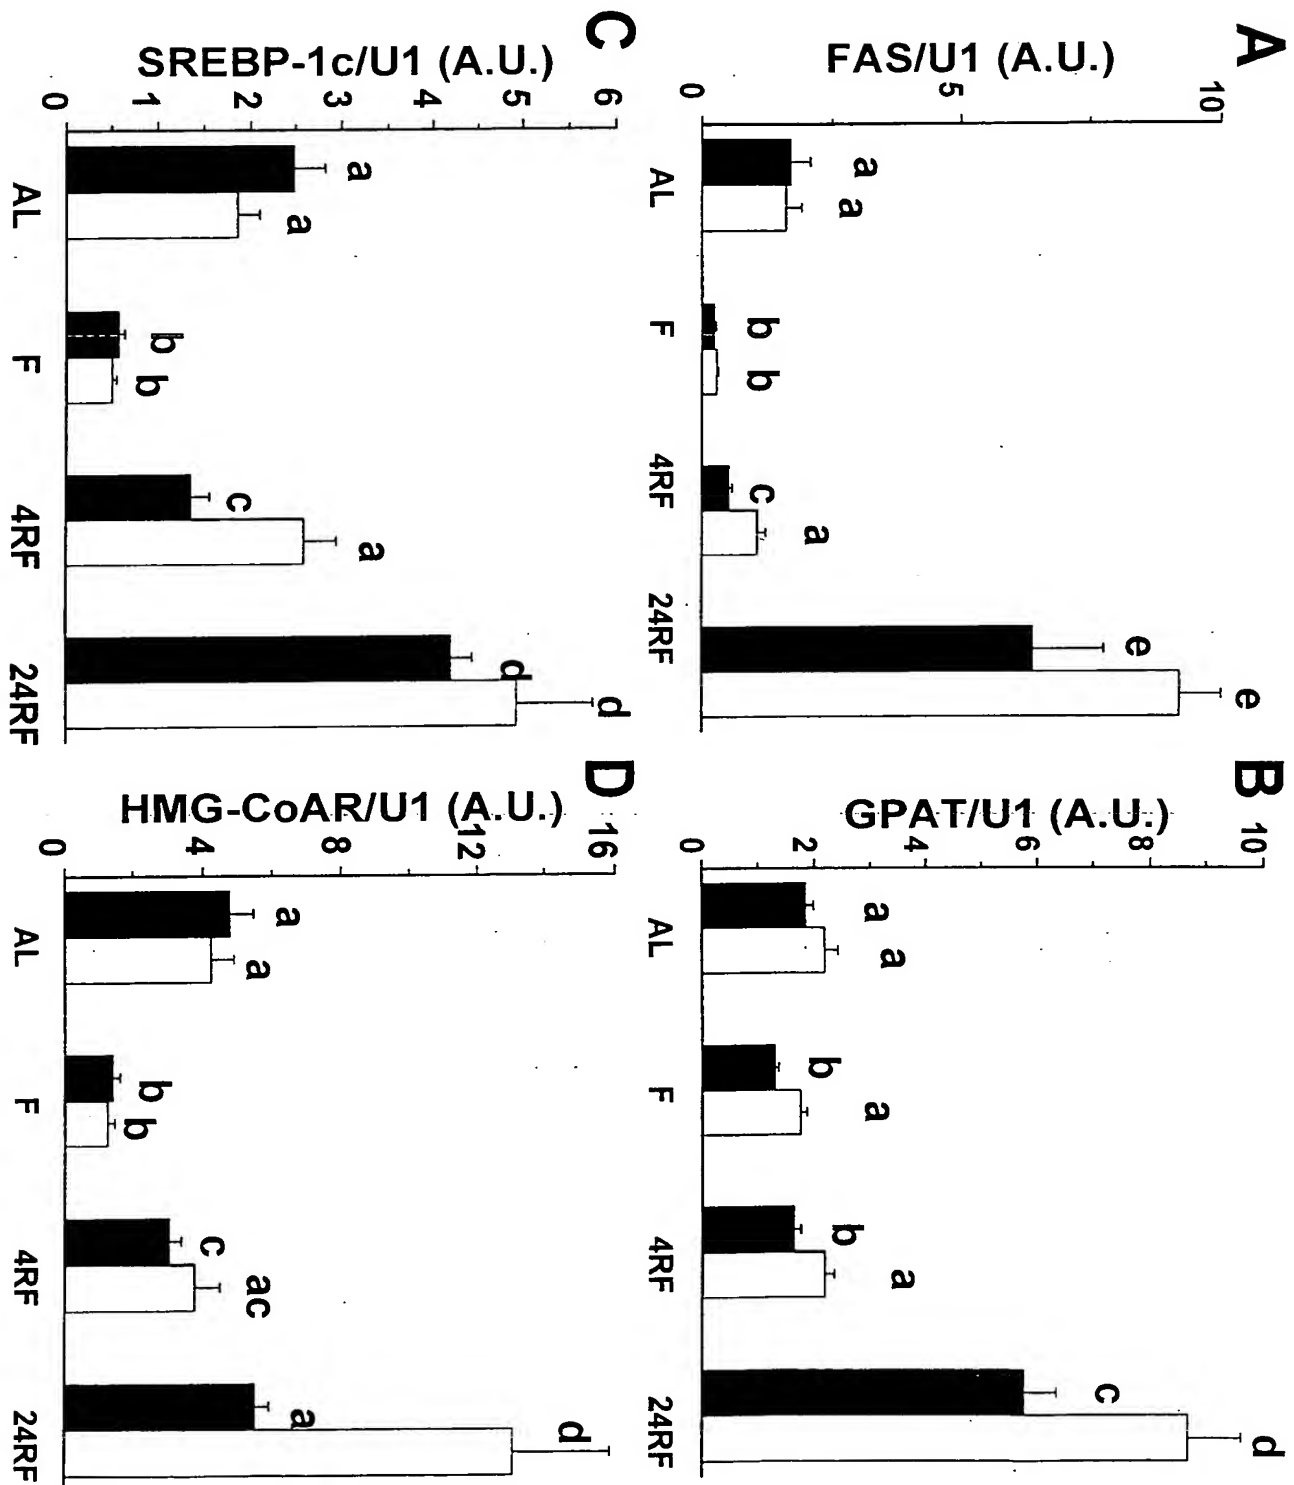 A
FAS/U1 (A.U.)
10
5
0
a a b b c a e e
AL F 4RF 24RF
B
GPAT/U1 (A.U.)
10
8
6
4
2
0
a a b a b a c d
AL F 4RF 24RF
C
SREBP-1c/U1 (A.U.)
6
5
4
3
2
1
0
a a b b c a d d
AL F 4RF 24RF
D
HMG-CoAR/U1 (A.U.)
16
12
8
4
0
a a b b c ac a d
AL F 4RF 24RF